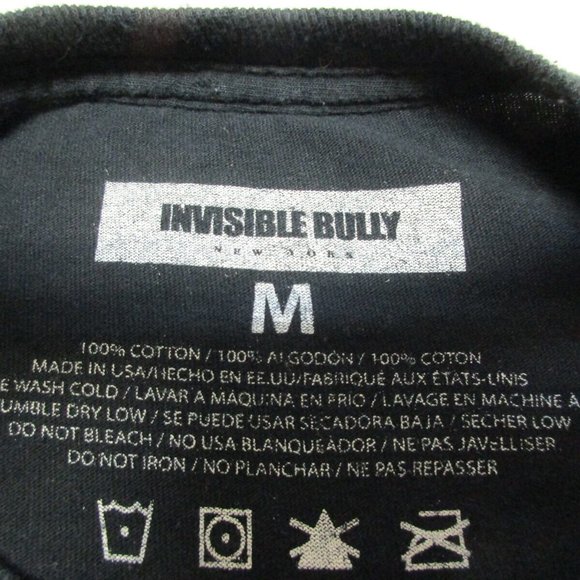 INVISIBLE BULLY
NEW YORK
M
100% COTTON / 100% ALGODÓN / 100% COTON
MADE IN USA/HECHO EN EE.UU/FABRIQUÉ AUX ÉTATS-UNIS
E WASH COLD / LAVAR A MÁQUINA EN FRIO / LAVAGE EN MACHINE À
UMBLE DRY LOW / SE PUEDE USAR SECADORA BAJA / SECHER LOW
DO NOT BLEACH / NO USA BLANQUEADOR / NE PAS JAVELLISER
DO NOT IRON / NO PLANCHAR / NE PAS REPASSER